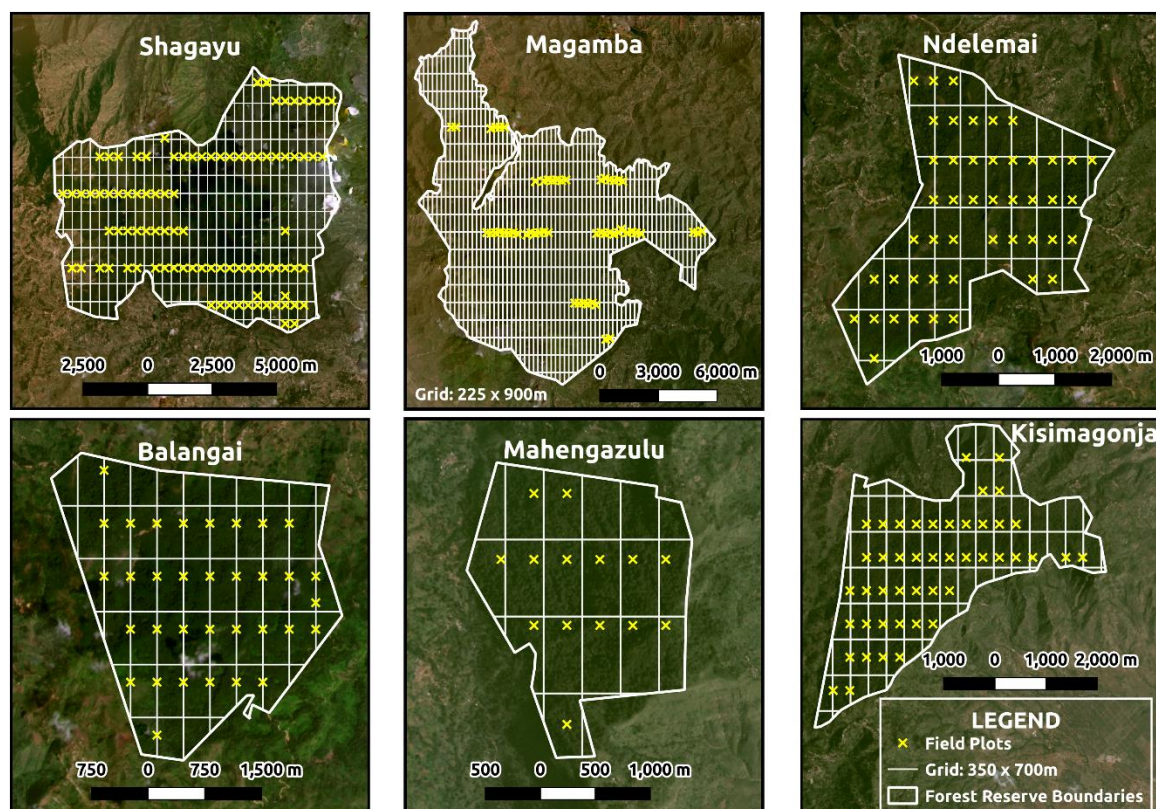 Shagayu
2,500 0 2,500 5,000 m
Magamba
0 3,000 6,000 m
Grid: 225 x 900m
Ndelemai
1,000 0 1,000 2,000 m
Balangai
750 0 750 1,500 m
Mahengazulu
500 0 500 1,000 m
Kisimagonja
1,000 0 1,000 2,000 m
LEGEND
Field Plots
Grid: 350 x 700m
Forest Reserve Boundaries